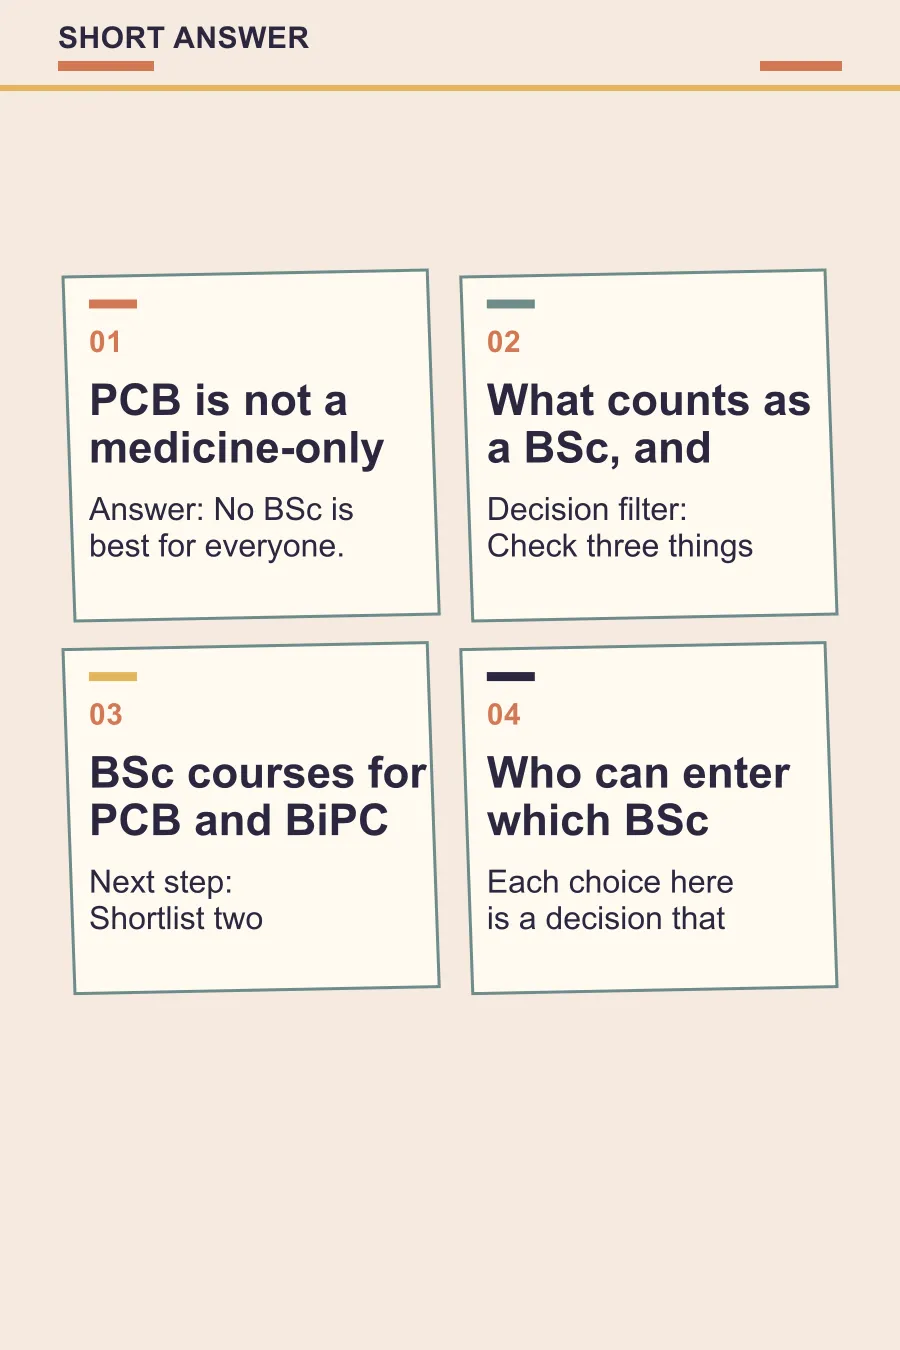 SHORT ANSWER
01
PCB is not a
medicine-only
Answer: No BSc is
best for everyone.
02
What counts as
a BSc, and
Decision filter:
Check three things
03
BSc courses for
PCB and BiPC
Next step:
Shortlist two
04
Who can enter
which BSc
Each choice here
is a decision that